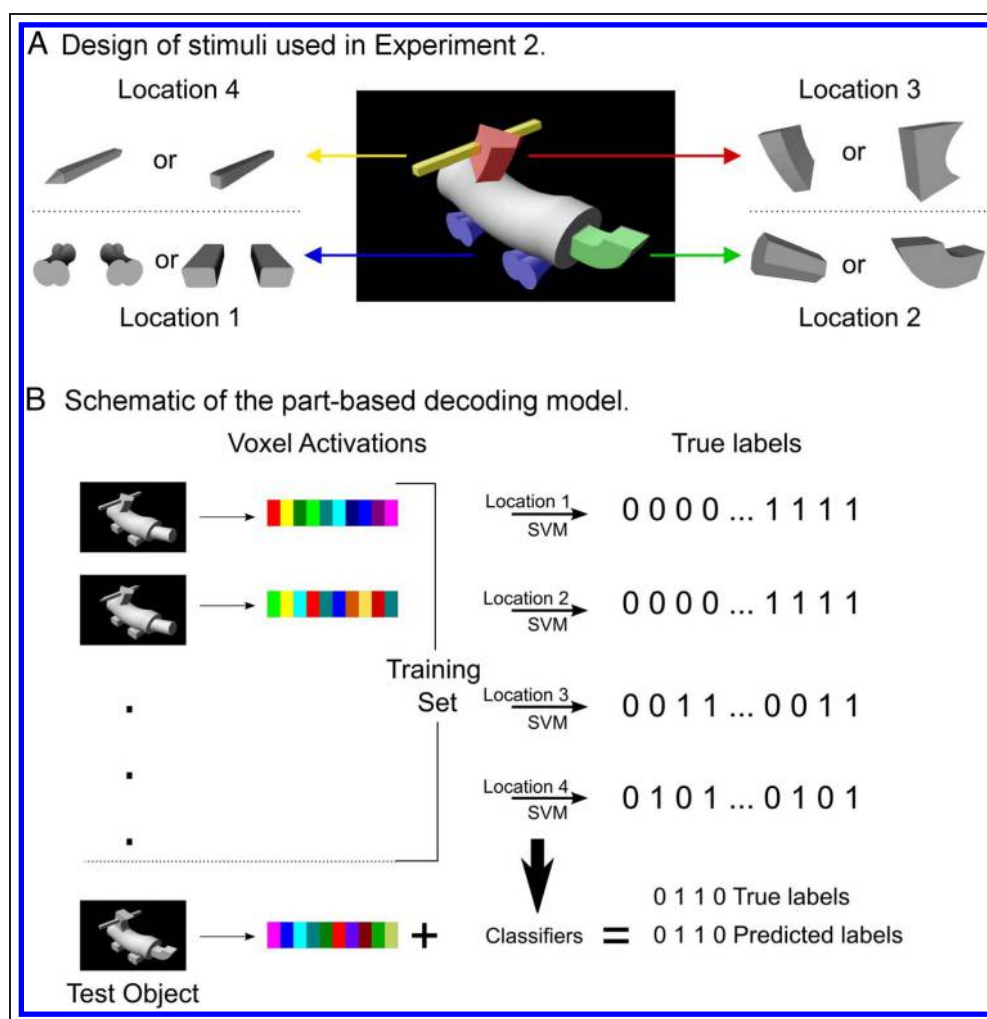 A Design of stimuli used in Experiment 2.
Location 4
Location 3
or
or
or
or
Location 1
Location 2
B Schematic of the part-based decoding model.
Voxel Activations
True labels
Location 1
SVM
0 0 0 0 ... 1 1 1 1
Location 2
SVM
0 0 0 0 ... 1 1 1 1
Training
Set
Location 3
SVM
0 0 1 1 ... 0 0 1 1
Location 4
SVM
0 1 0 1 ... 0 1 0 1
+
Classifiers
=
0 1 1 0 True labels
0 1 1 0 Predicted labels
Test Object